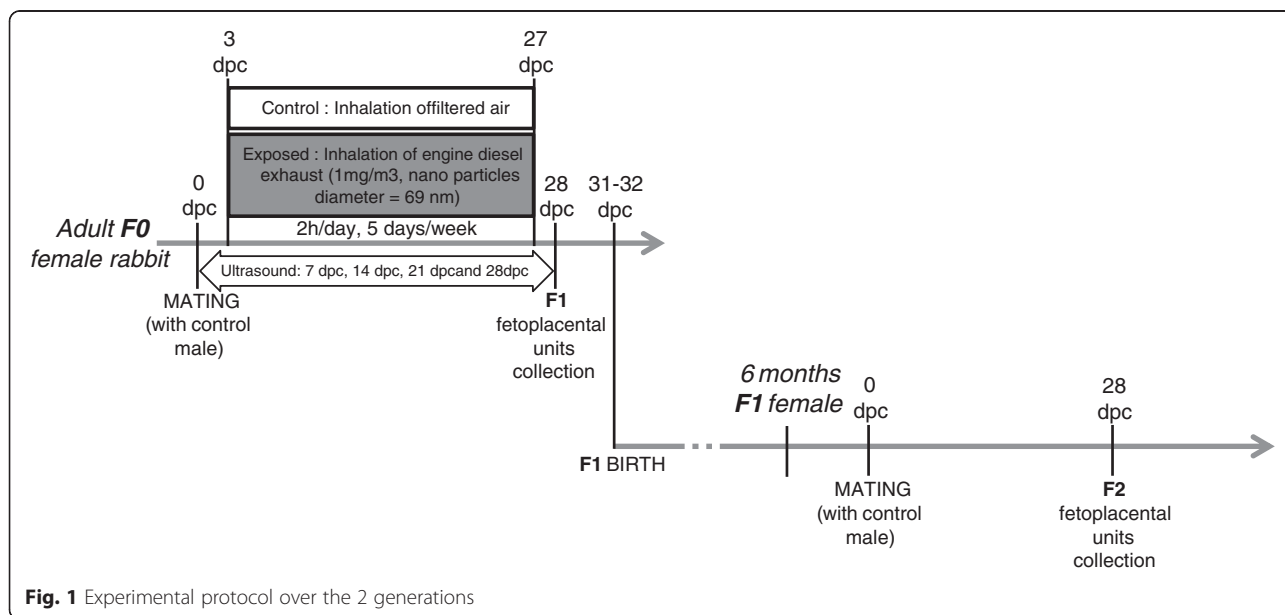 3
dpc
27
dpc
Control : Inhalation offiltered air
Exposed : Inhalation of engine diesel
exhaust (1mg/m3, nano particles
diameter = 69 nm)
0
dpc
28
dpc
31-32
dpc
Adult F0
female rabbit
2h/day, 5 days/week
Ultrasound: 7 dpc, 14 dpc, 21 dpcand 28dpc
MATING
(with control
male)
F1
fetoplacental
units
collection
6 months
F1 female
0
dpc
28
dpc
F1 BIRTH
MATING
(with control
male)
F2
fetoplacental
units
collection
Fig. 1 Experimental protocol over the 2 generations